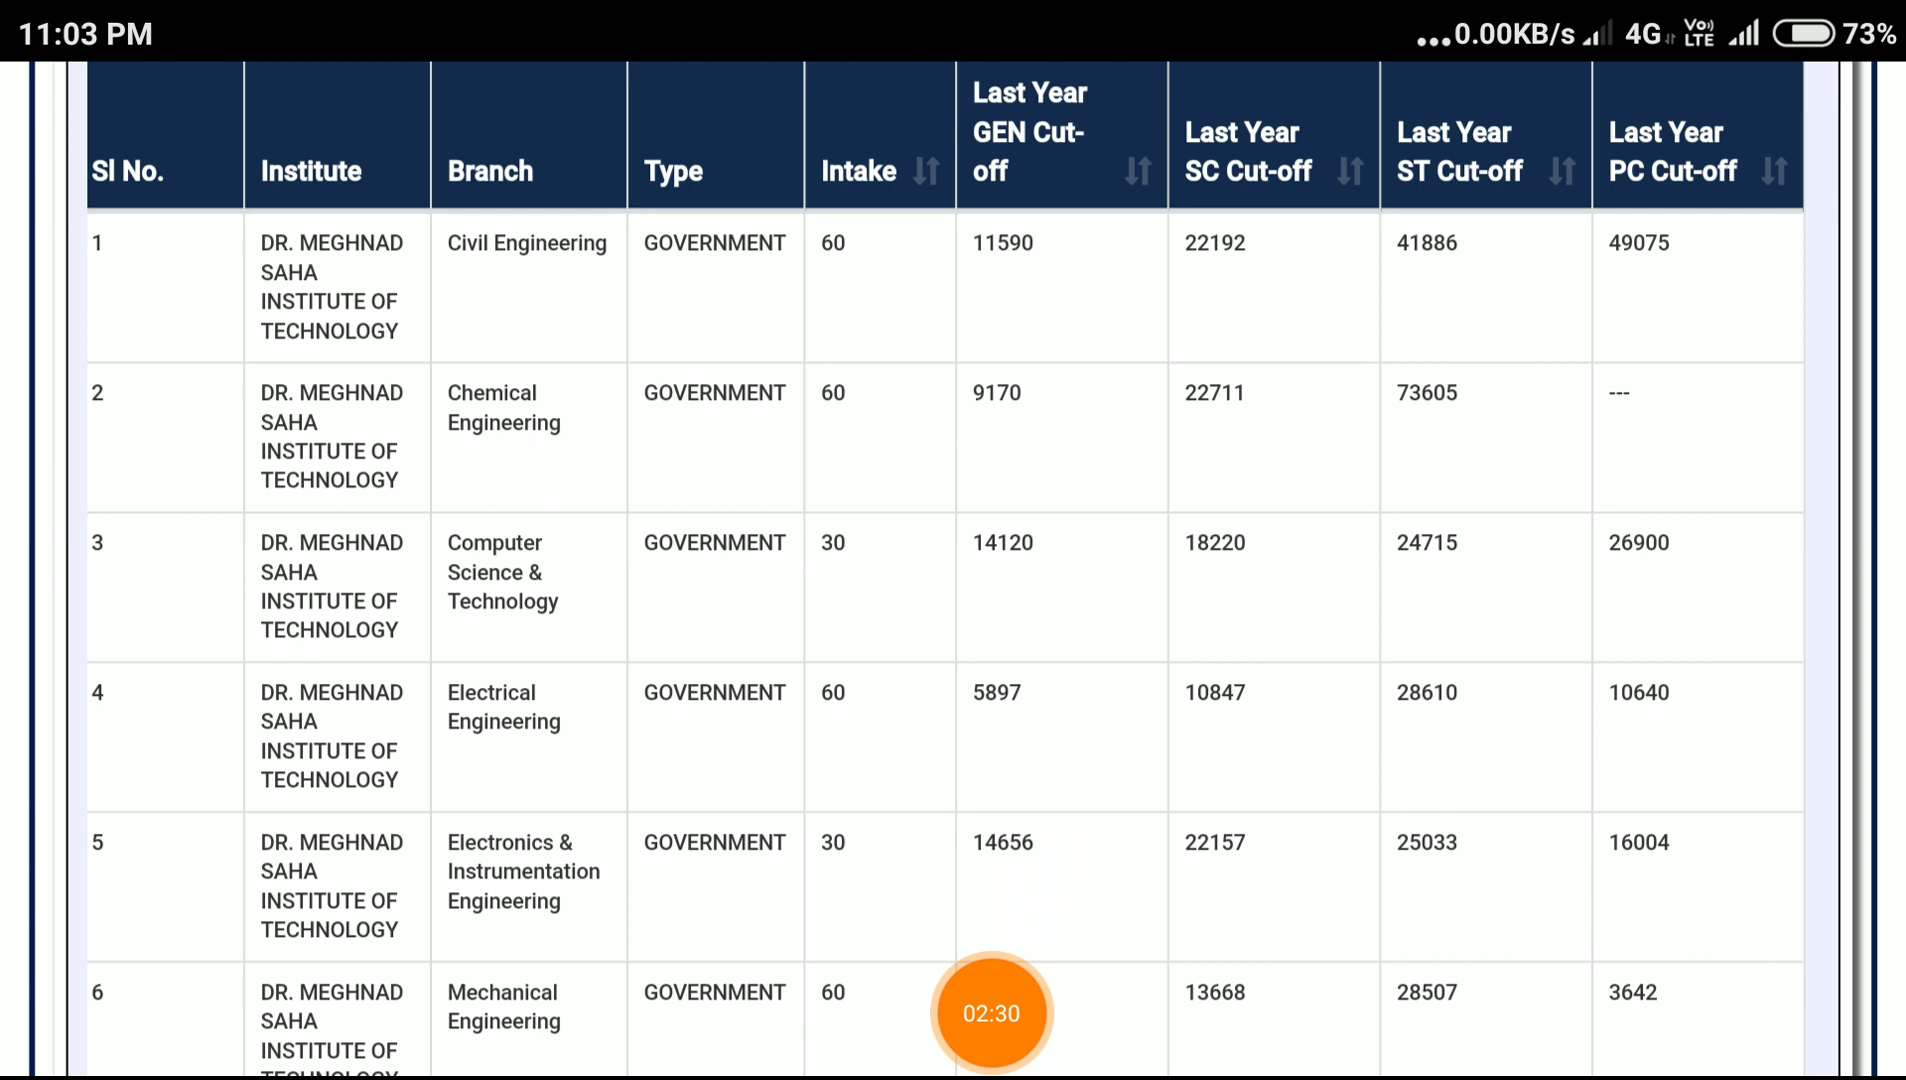 11:03 PM
...0.00KB/s 4G Vo)) LTE 73%
Sl No. Institute Branch Type Intake Last Year GEN Cut-off Last Year SC Cut-off Last Year ST Cut-off Last Year PC Cut-off
1 DR. MEGHNAD SAHA INSTITUTE OF TECHNOLOGY Civil Engineering GOVERNMENT 60 11590 22192 41886 49075
2 DR. MEGHNAD SAHA INSTITUTE OF TECHNOLOGY Chemical Engineering GOVERNMENT 60 9170 22711 73605 ---
3 DR. MEGHNAD SAHA INSTITUTE OF TECHNOLOGY Computer Science & Technology GOVERNMENT 30 14120 18220 24715 26900
4 DR. MEGHNAD SAHA INSTITUTE OF TECHNOLOGY Electrical Engineering GOVERNMENT 60 5897 10847 28610 10640
5 DR. MEGHNAD SAHA INSTITUTE OF TECHNOLOGY Electronics & Instrumentation Engineering GOVERNMENT 30 14656 22157 25033 16004
6 DR. MEGHNAD SAHA INSTITUTE OF Mechanical Engineering GOVERNMENT 60 13668 28507 3642
02:30